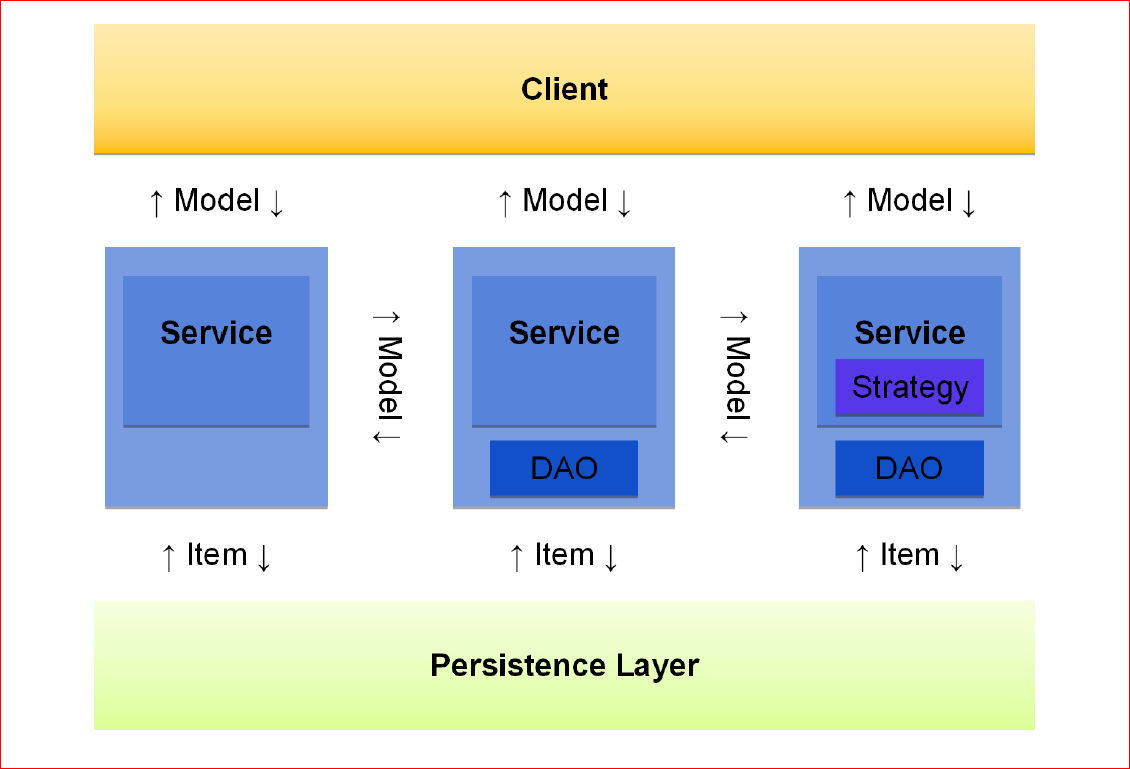 Client
↑ Model ↓
↑ Model ↓
↑ Model ↓
Service
→ Model ←
Service
→ Model ←
Service
Strategy
DAO
DAO
↑ Item ↓
↑ Item ↓
↑ Item ↓
Persistence Layer